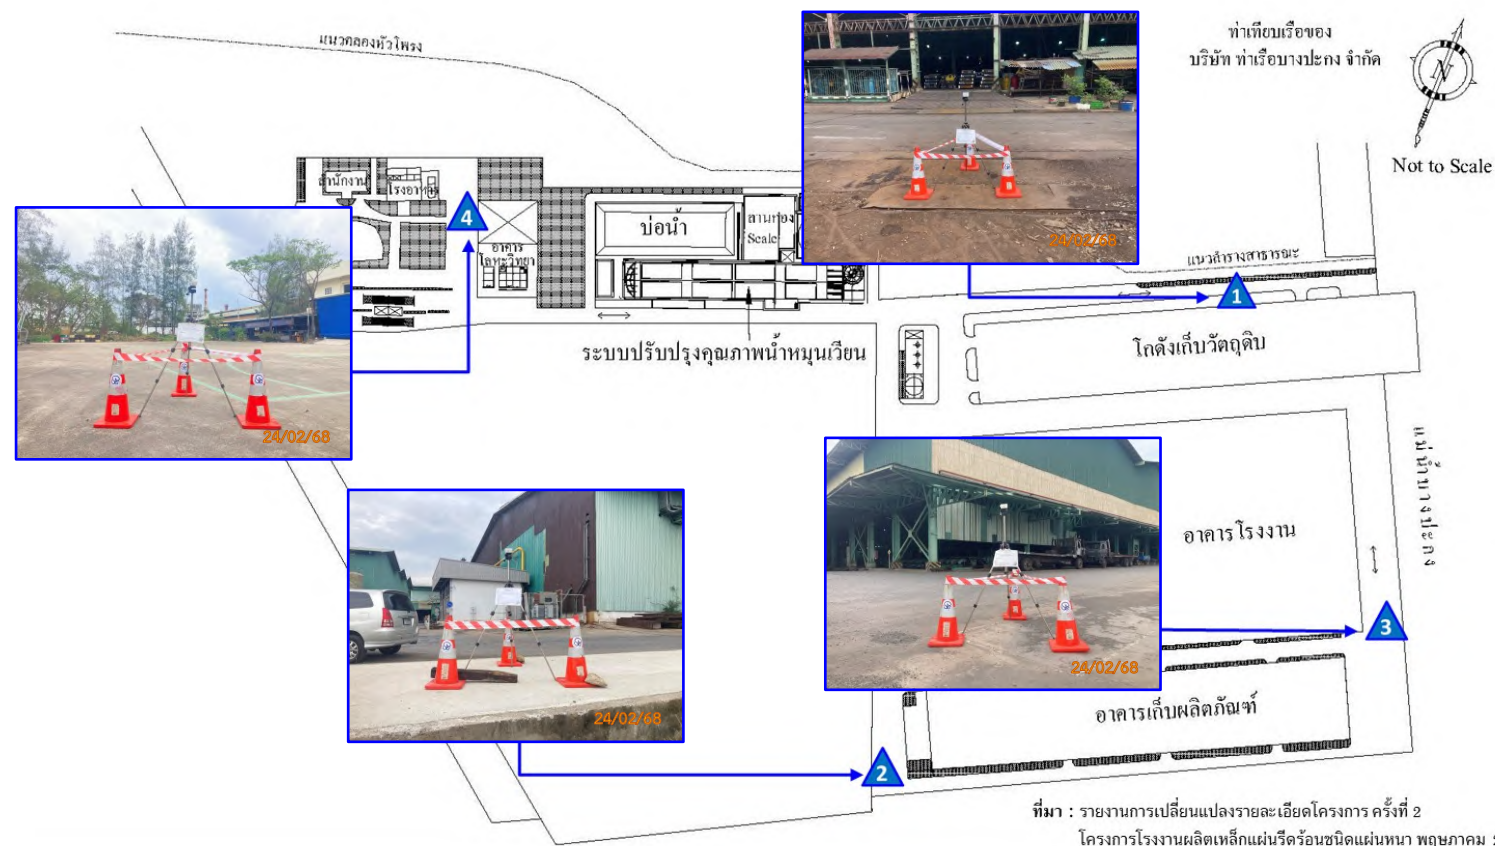 แนวคลองหัวโพรง
ท่าเทียบเรือของ
บริษัท ท่าเรือบางปะกง จำกัด
N
Not to Scale
สำนักงาน
โรงอาหาร
4
อาคาร
โลหะวิทยา
บ่อน้ำ
ลานกอง
Scale
24/02/68
แนวลำรางสาธารณะ
1
ระบบปรับปรุงคุณภาพน้ำหมุนเวียน
โกดังเก็บวัตถุดิบ
24/02/68
แม่น้ำบางปะกง
อาคารโรงงาน
3
24/02/68
24/02/68
อาคารเก็บผลิตภัณฑ์
2
ที่มา : รายงานการเปลี่ยนแปลงรายละเอียดโครงการ ครั้งที่ 2
โครงการโรงงานผลิตเหล็กแผ่นรีดร้อนชนิดแผ่นหนา พฤษภาคม